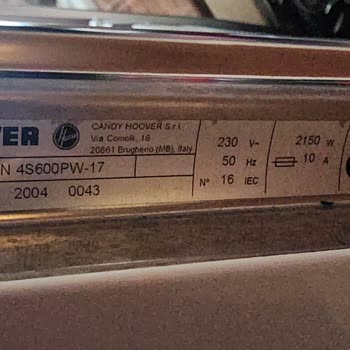 VER Hoover CANDY HOOVER S.r.l.
Via Comolli, 16
20861 Brugherio (MB), Italy
N 4S600PW-17
2004 0043
230 V~ 2150 W
50 Hz 10 A
N° 16 IEC